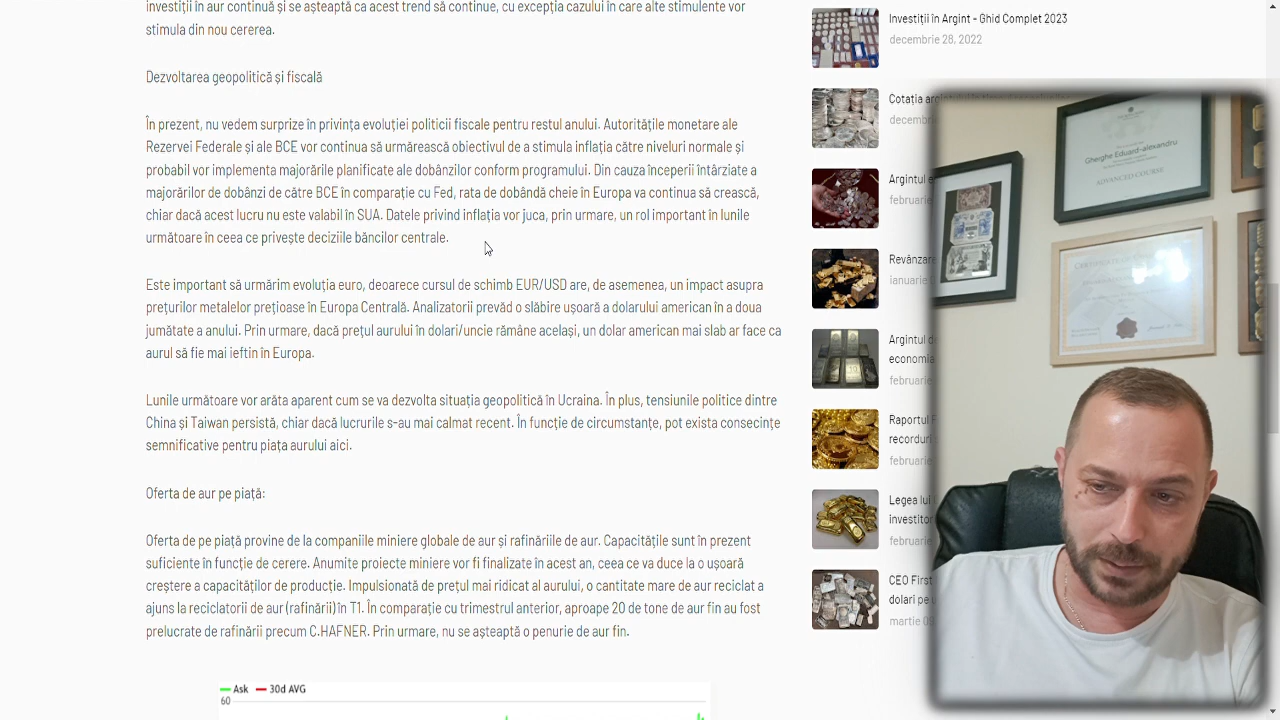 investiții în aur continuă și se așteaptă ca acest trend să continue, cu excepția cazului în care alte stimulente vor
stimula din nou cererea.
Dezvoltarea geopolitică și fiscală
În prezent, nu vedem surprize în privința evoluției politicii fiscale pentru restul anului. Autoritățile monetare ale
Rezervei Federale și ale BCE vor continua să urmărească obiectivul de a stimula inflația către niveluri normale și
probabil vor implementa majorările planificate ale dobânzilor conform programului. Din cauza începerii întârziate a
majorărilor de dobânzi de către BCE în comparație cu Fed, rata de dobândă cheie în Europa va continua să crească,
chiar dacă acest lucru nu este valabil în SUA. Datele privind inflația vor juca, prin urmare, un rol important în lunile
următoare în ceea ce privește deciziile băncilor centrale.
Este important să urmărim evoluția euro, deoarece cursul de schimb EUR/USD are, de asemenea, un impact asupra
prețurilor metalelor prețioase în Europa Centrală. Analizatorii prevăd o slăbire ușoară a dolarului american în a doua
jumătate a anului. Prin urmare, dacă prețul aurului în dolari/uncie rămâne același, un dolar american mai slab ar face ca
aurul să fie mai ieftin în Europa.
Lunile următoare vor arăta aparent cum se va dezvolta situația geopolitică în Ucraina. În plus, tensiunile politice dintre
China și Taiwan persistă, chiar dacă lucrurile s-au mai calmat recent. În funcție de circumstanțe, pot exista consecințe
semnificative pentru piața aurului aici.
Oferta de aur pe piață:
Oferta de pe piață provine de la companiile miniere globale de aur și rafinăriile de aur. Capacitățile sunt în prezent
suficiente în funcție de cerere. Anumite proiecte miniere vor fi finalizate în acest an, ceea ce va duce la o ușoară
creștere a capacităților de producție. Impulsionată de prețul mai ridicat al aurului, o cantitate mare de aur reciclat a
ajuns la reciclatorii de aur (rafinării) în T1. În comparație cu trimestrul anterior, aproape 20 de tone de aur fin au fost
prelucrate de rafinării precum C.HAFNER. Prin urmare, nu se așteaptă o penurie de aur fin.
Ask 30d AVG
60
Investiții în Argint - Ghid Complet 2023
decembrie 28, 2022
Cotația
Argintul
februarie
Revânzare
ianuarie
Argintul
economia
februarie
Raportul
recorduri
februarie
Legea lui
investitor
februarie
CEO First
dolari pe
martie
Gherghe Eduard-alexandru
ADVANCED COURSE